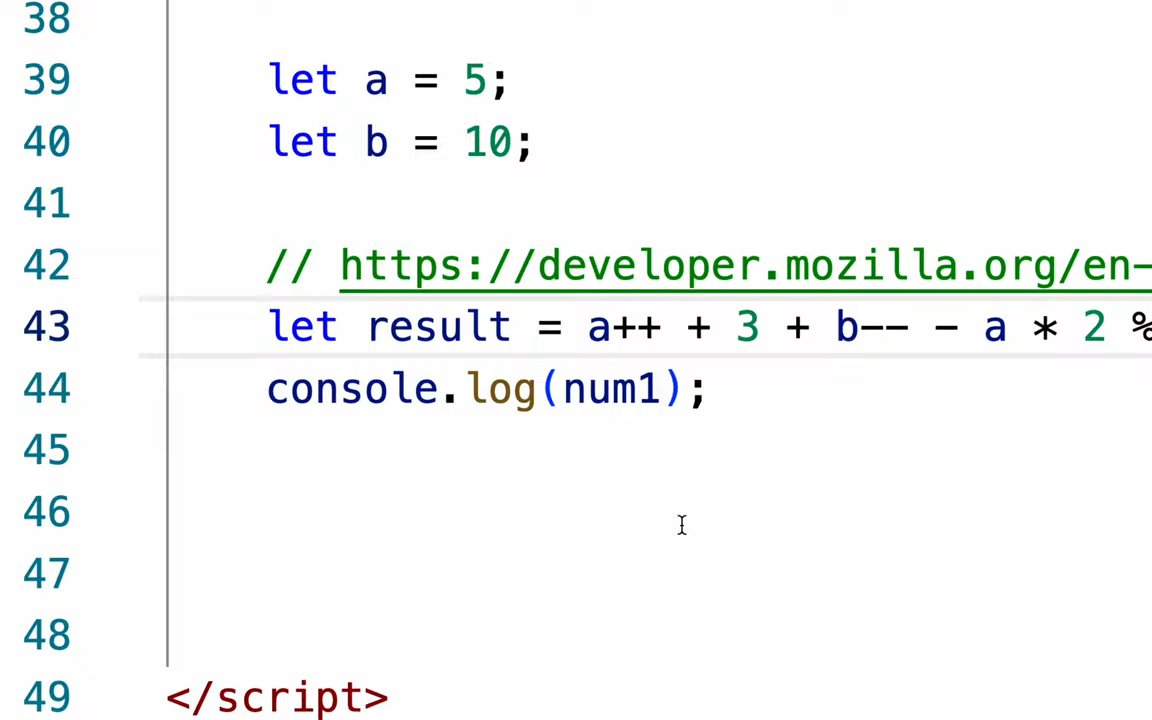 38
39 let a = 5;
40 let b = 10;
41
42 // https://developer.mozilla.org/en-
43 let result = a++ + 3 + b-- - a * 2 %
44 console.log(num1);
45
46
47
48
49 </script>